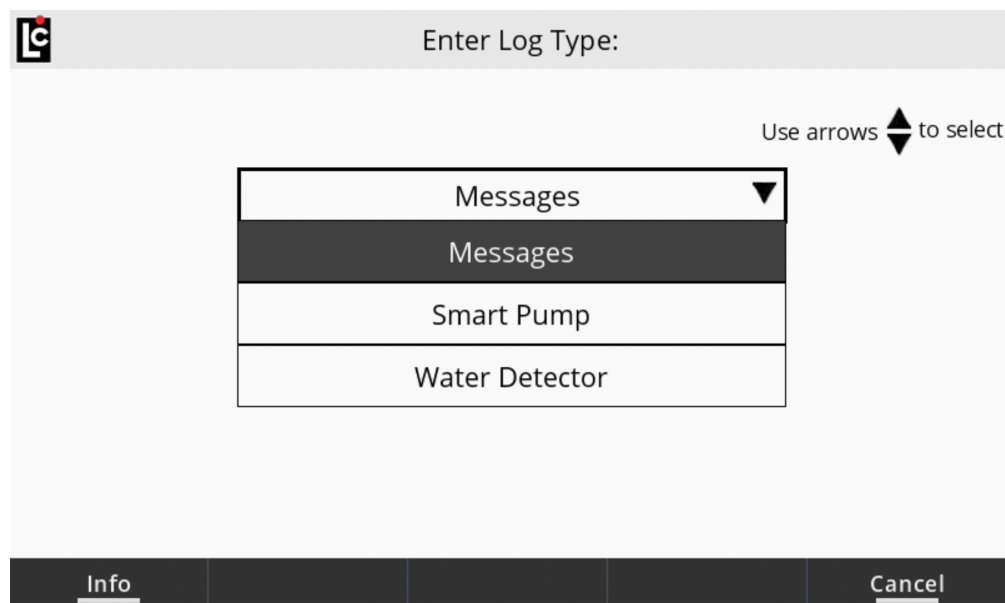 LC
Enter Log Type:
Use arrows to select
Messages
Messages
Smart Pump
Water Detector
Info
Cancel